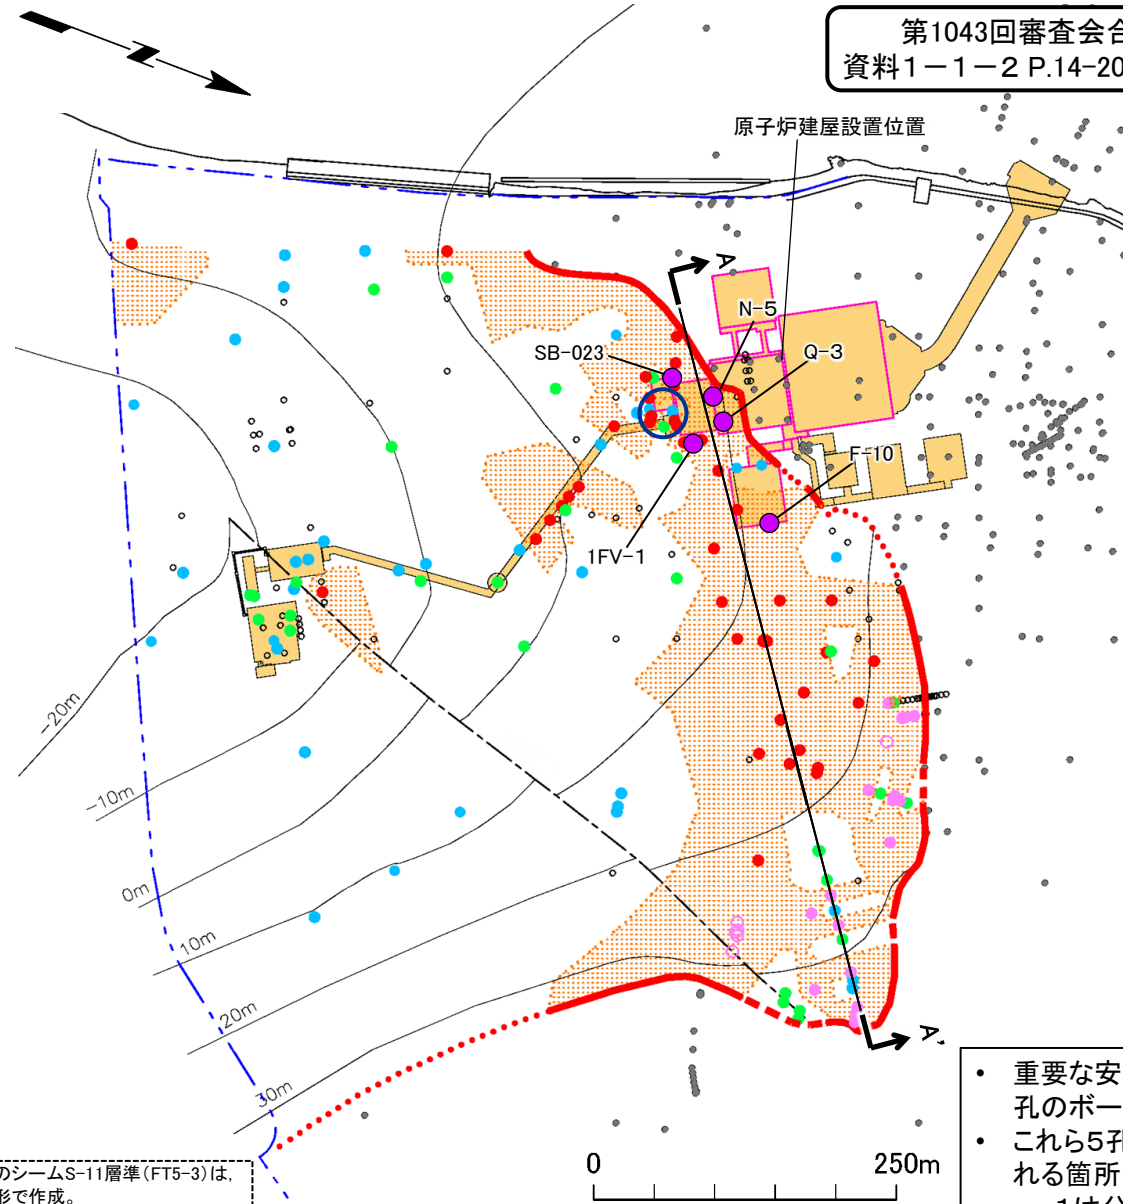 第1043回審査会合
資料1-1-2 P.14-20
原子炉建屋設置位置
A
N-5
SB-023
Q-3
F-10
1FV-1
-20m
-10m
0m
10m
20m
30m
A'
0
250m
のシームS-11層準(FT5-3)は,
形で作成。
• 重要な安
孔のボー
• これら5孔
れる箇所